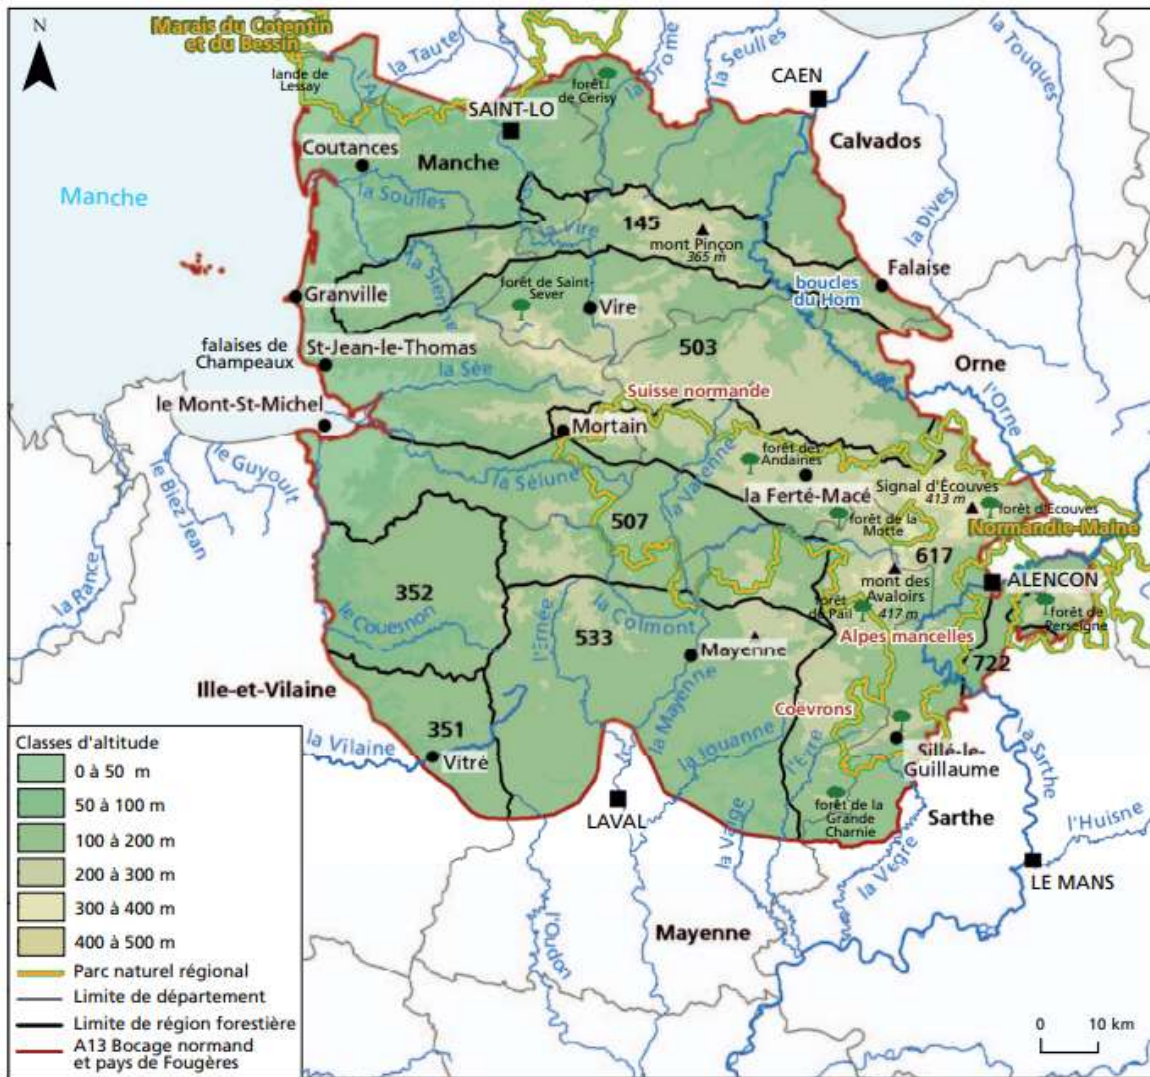 N
Marais du Cotentin
et du Bessin
lande de
Lessay
la Taute
forêt
de Cerisy
la Drome
la Seulles
la Touques
CAEN
SAINT-LO
Calvados
Coutances
Manche
la Soulles
Manche
145
la Vire
mont Pinçon
365 m
la Dives
la Sienne
boucles
du Hom
Falaise
forêt de Saint-
Sever
Granville
Vire
falaises de
Champeaux
St-Jean-le-Thomas
503
Orne
la Sée
Suisse normande
l'Orne
le Mont-St-Michel
Mortain
le Guyoult
le Biez Jean
la Sélune
la Varenne
forêt des
Andaines
la Ferté-Macé
Signal d'Écouves
413 m
forêt d'Écouves
forêt de la
Motte
Normandie-Maine
507
617
la Rance
352
mont des
Avaloirs
417 m
ALENCON
forêt
de Pail
forêt de
Perseigne
le Couesnon
l'Ernée
la Colmont
533
Alpes mancelles
Mayenne
722
Ille-et-Vilaine
Coëvrons
351
la Mayenne
la Jouanne
l'Erve
la Vilaine
Vitré
Sillé-le-
Guillaume
la Sarthe
LAVAL
la Vaige
forêt de la
Grande
Charnie
la Vègre
Sarthe
l'Huisne
LE MANS
l'Oudon
Mayenne
Classes d'altitude
0 à 50 m
50 à 100 m
100 à 200 m
200 à 300 m
300 à 400 m
400 à 500 m
Parc naturel régional
Limite de département
Limite de région forestière
A13 Bocage normand
et pays de Fougères
0 10 km